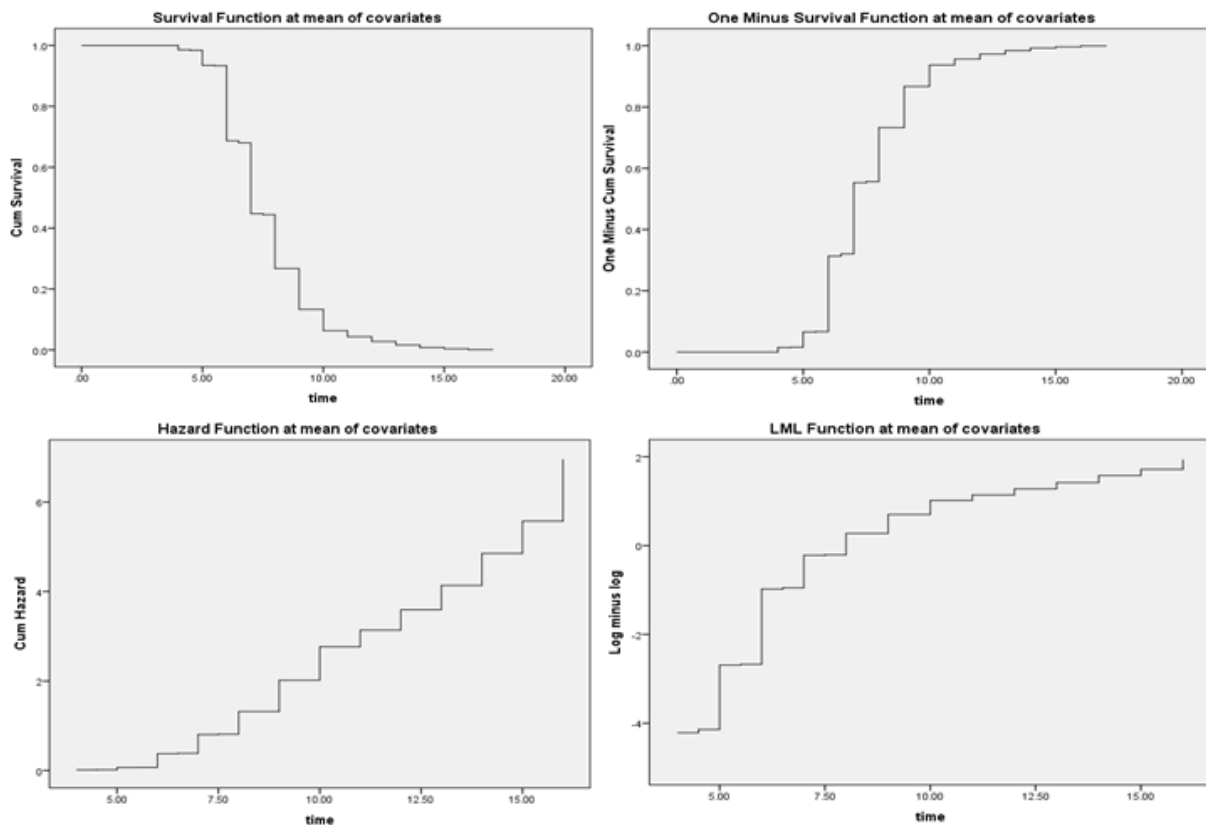 Survival Function at mean of covariates
Cum Survival
1.0
0.8
0.6
0.4
0.2
0.0
.00 5.00 10.00 15.00 20.00
time
One Minus Survival Function at mean of covariates
One Minus Cum Survival
1.0
0.8
0.6
0.4
0.2
0.0
.00 5.00 10.00 15.00 20.00
time
Hazard Function at mean of covariates
Cum Hazard
6
4
2
0
5.00 7.50 10.00 12.50 15.00
time
LML Function at mean of covariates
Log minus log
2
0
-2
-4
5.00 7.50 10.00 12.50 15.00
time